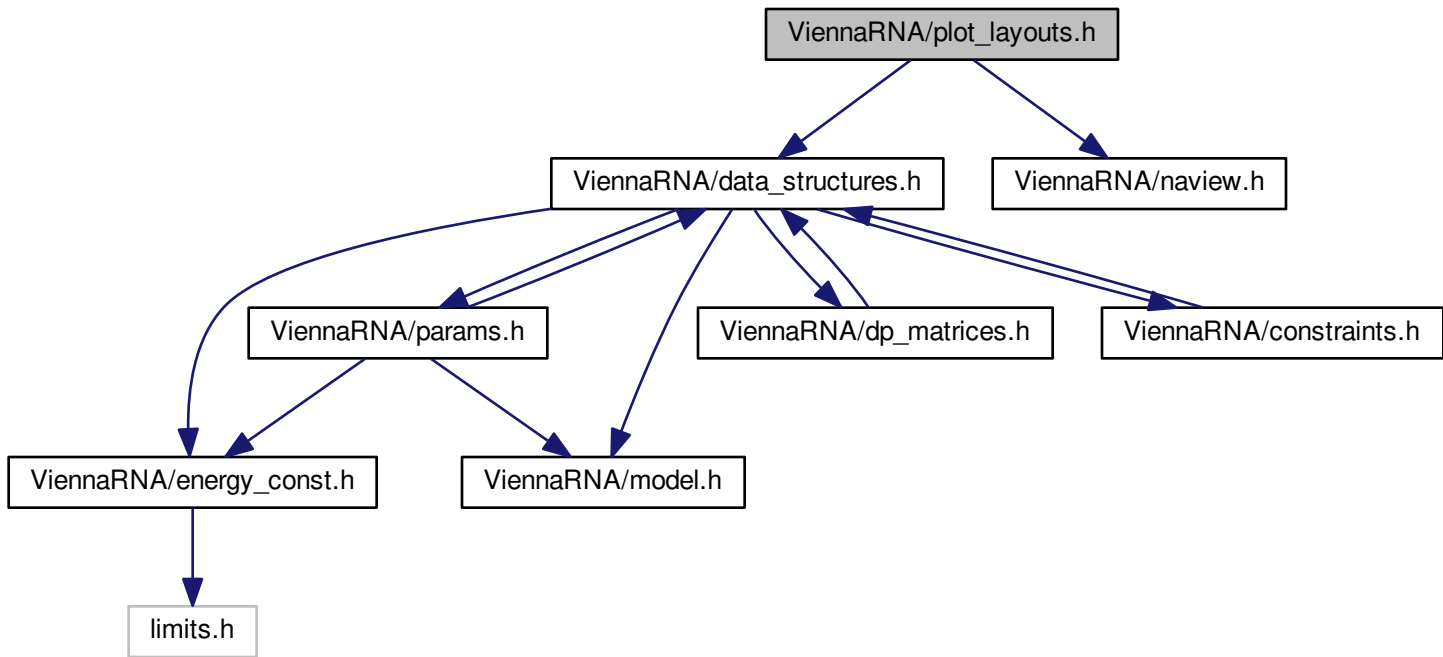 ViennaRNA/plot_layouts.h
ViennaRNA/data_structures.h
ViennaRNA/naview.h
ViennaRNA/params.h
ViennaRNA/dp_matrices.h
ViennaRNA/constraints.h
ViennaRNA/energy_const.h
ViennaRNA/model.h
limits.h